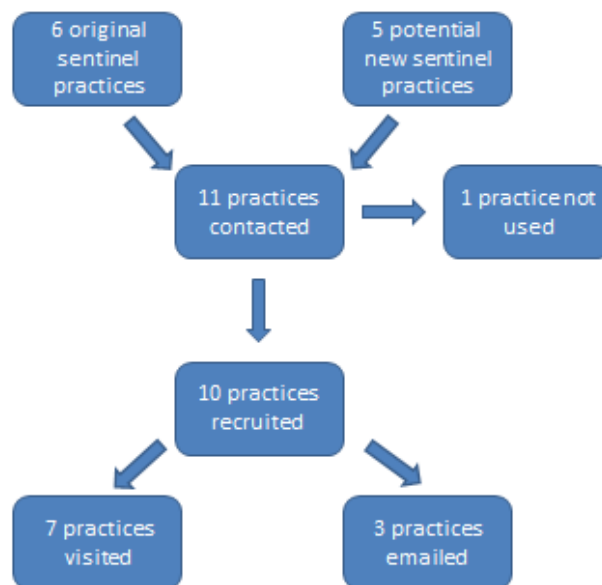 6 original
sentinel
practices
5 potential
new sentinel
practices
11 practices
contacted
1 practice not
used
10 practices
recruited
7 practices
visited
3 practices
emailed